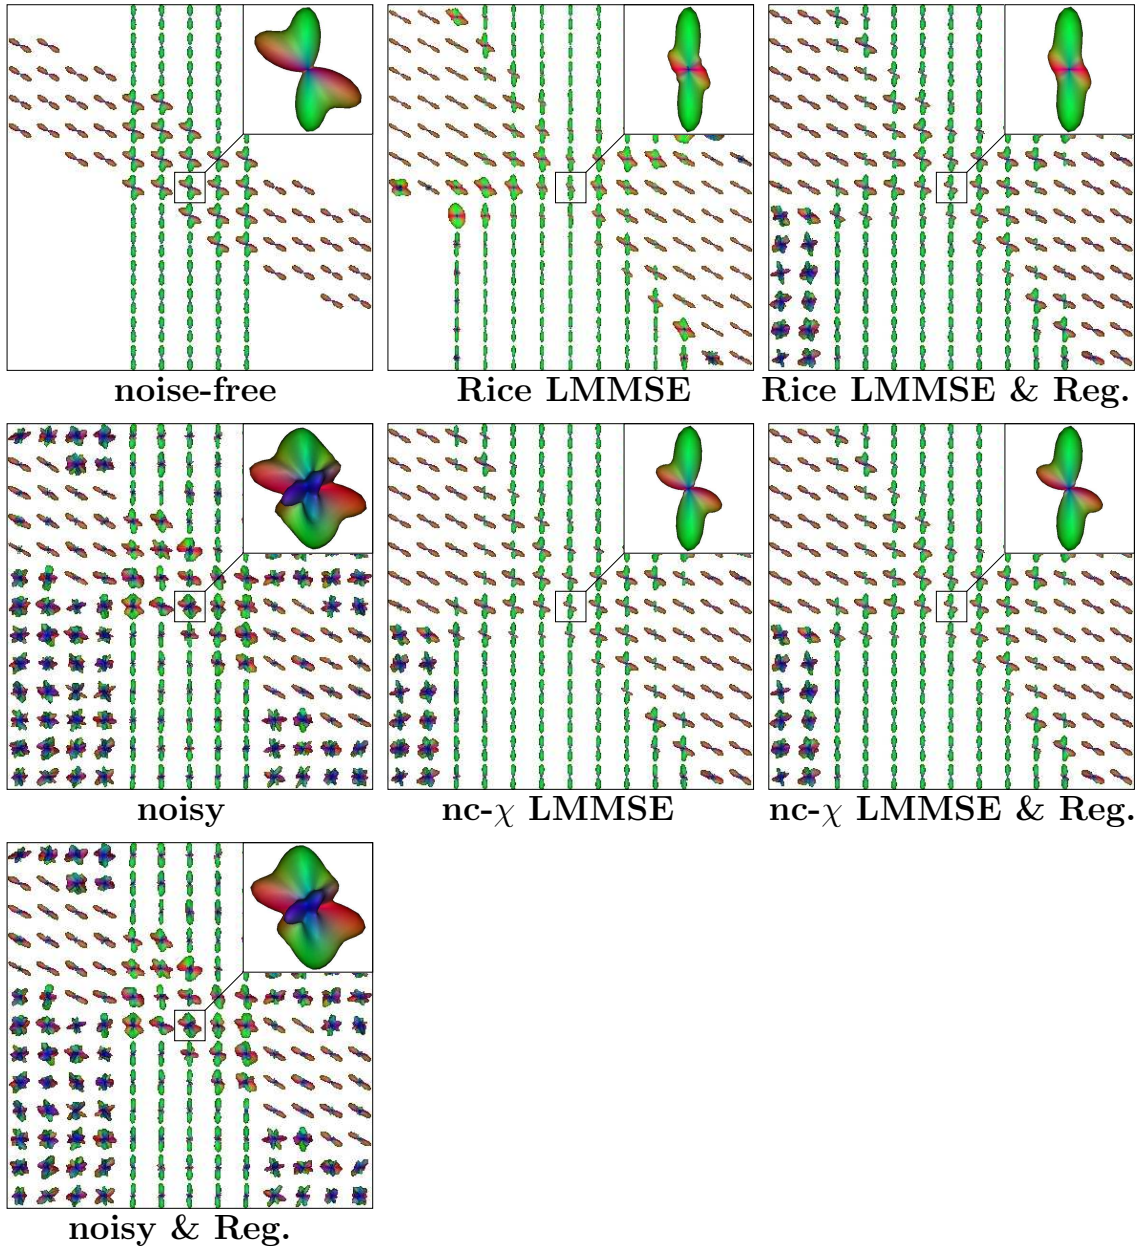 noise-free
Rice LMMSE
Rice LMMSE & Reg.
noisy
nc-χ LMMSE
nc-χ LMMSE & Reg.
noisy & Reg.